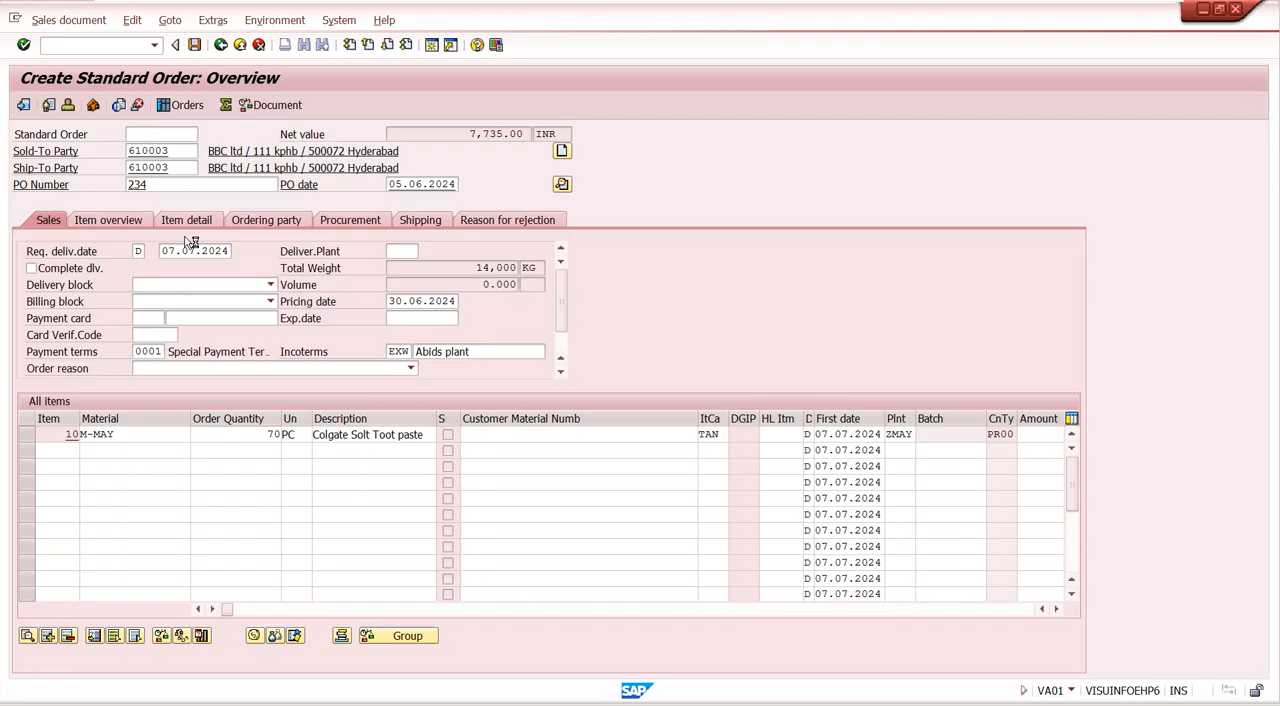 Sales document Edit Goto Extras Environment System Help
Create Standard Order: Overview
Orders Document
Standard Order Net value 7,735.00 INR
Sold-To Party 610003 BBC ltd / 111 kphb / 500072 Hyderabad
Ship-To Party 610003 BBC ltd / 111 kphb / 500072 Hyderabad
PO Number 234 PO date 05.06.2024
Sales Item overview Item detail Ordering party Procurement Shipping Reason for rejection
Req. deliv.date D 07.07.2024 Deliver.Plant
Complete dlv. Total Weight 14,000 KG
Delivery block Volume 0.000
Billing block Pricing date 30.06.2024
Payment card Exp.date
Card Verif.Code
Payment terms 0001 Special Payment Ter.. Incoterms EXW Abids plant
Order reason
All items
Item Material Order Quantity Un Description S Customer Material Numb ItCa DGIP HL Itm D First date Plnt Batch CnTy Amount
10 M-MAY 70 PC Colgate Solt Toot paste TAN D 07.07.2024 ZMAY PR00
D 07.07.2024
D 07.07.2024
D 07.07.2024
D 07.07.2024
D 07.07.2024
D 07.07.2024
D 07.07.2024
D 07.07.2024
D 07.07.2024
D 07.07.2024
Group
SAP VA01 VISUINFOEHP6 INS